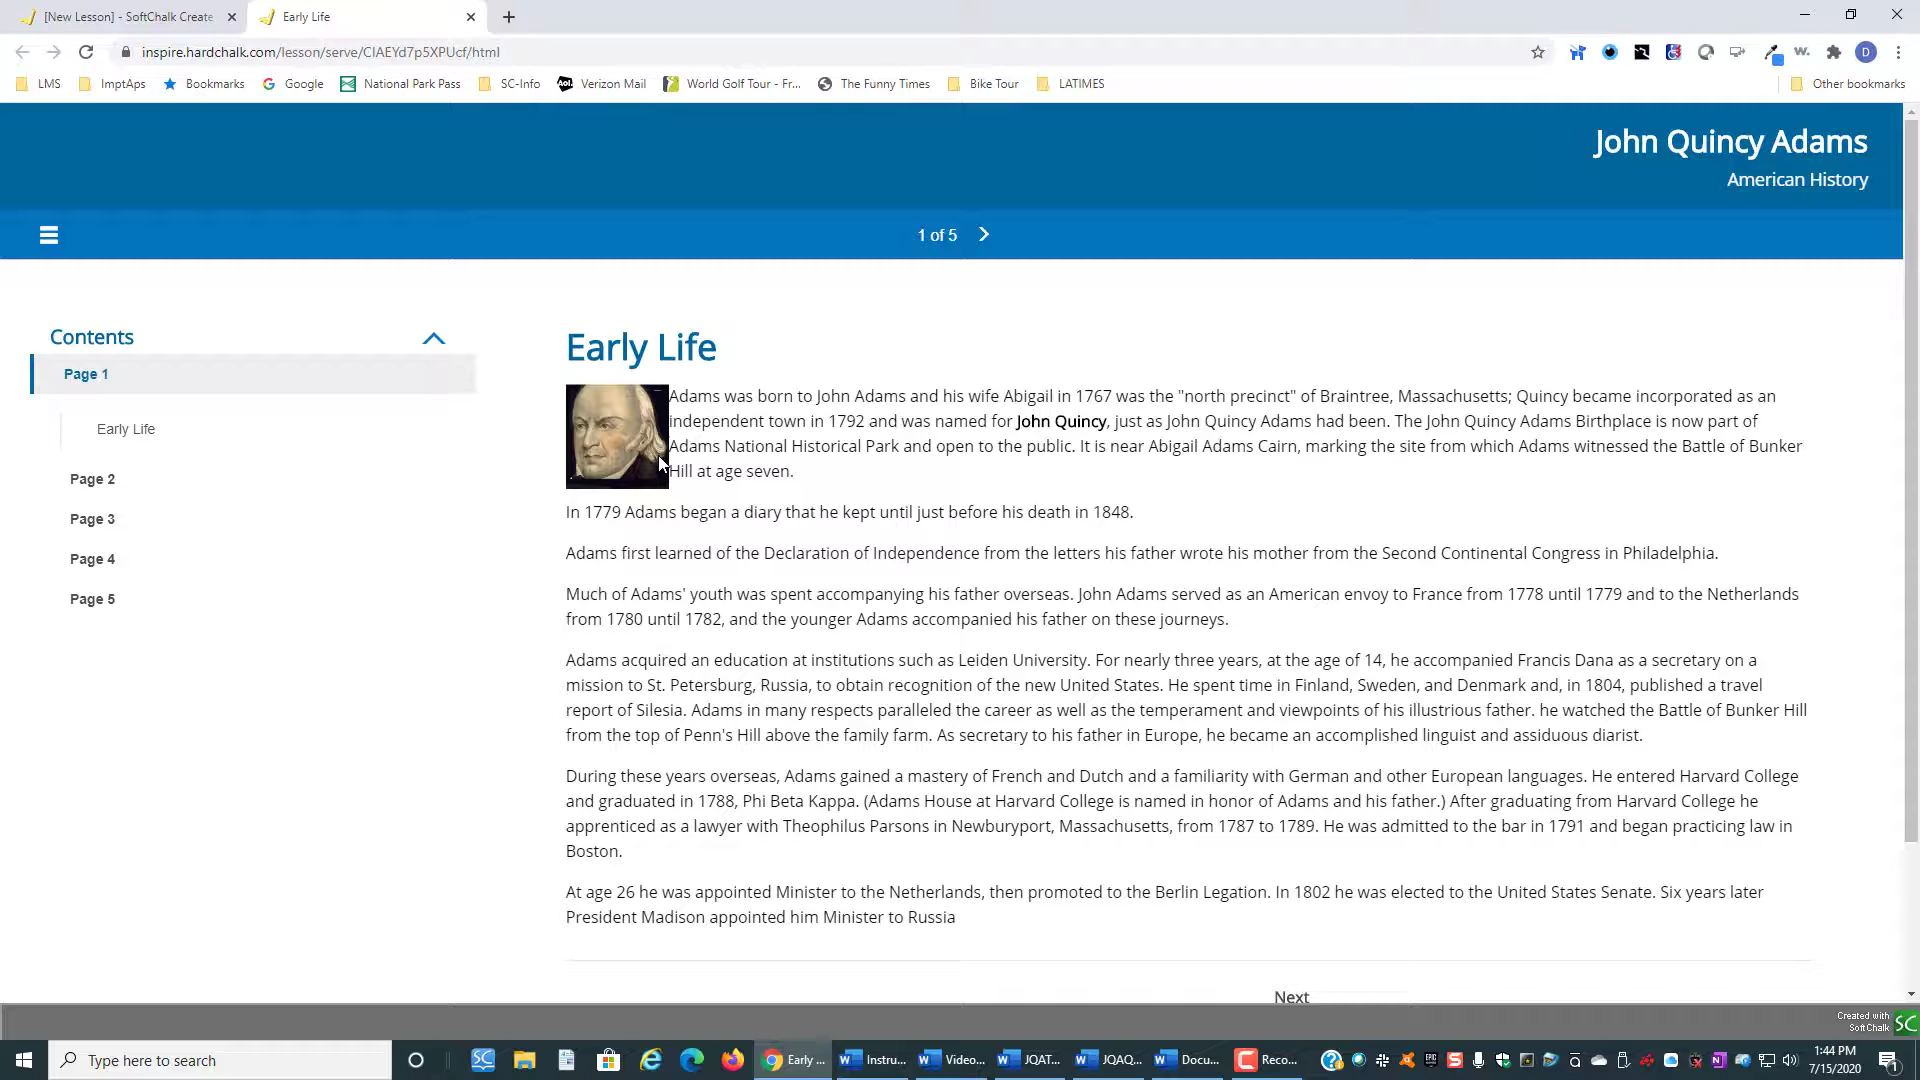 [New Lesson] - SoftChalk Create
Early Life
inspire.hardchalk.com/lesson/serve/CIAEYd7p5XPUcf/html
D
LMS
ImptAps
Bookmarks
Google
National Park Pass
SC-Info
Verizon Mail
World Golf Tour - Fr...
The Funny Times
Bike Tour
LATIMES
Other bookmarks
John Quincy Adams
American History
1 of 5
Contents
Page 1
Early Life
Page 2
Page 3
Page 4
Page 5
Early Life
Adams was born to John Adams and his wife Abigail in 1767 was the "north precinct" of Braintree, Massachusetts; Quincy became incorporated as an
independent town in 1792 and was named for John Quincy, just as John Quincy Adams had been. The John Quincy Adams Birthplace is now part of
Adams National Historical Park and open to the public. It is near Abigail Adams Cairn, marking the site from which Adams witnessed the Battle of Bunker
Hill at age seven.
In 1779 Adams began a diary that he kept until just before his death in 1848.
Adams first learned of the Declaration of Independence from the letters his father wrote his mother from the Second Continental Congress in Philadelphia.
Much of Adams' youth was spent accompanying his father overseas. John Adams served as an American envoy to France from 1778 until 1779 and to the Netherlands
from 1780 until 1782, and the younger Adams accompanied his father on these journeys.
Adams acquired an education at institutions such as Leiden University. For nearly three years, at the age of 14, he accompanied Francis Dana as a secretary on a
mission to St. Petersburg, Russia, to obtain recognition of the new United States. He spent time in Finland, Sweden, and Denmark and, in 1804, published a travel
report of Silesia. Adams in many respects paralleled the career as well as the temperament and viewpoints of his illustrious father. he watched the Battle of Bunker Hill
from the top of Penn's Hill above the family farm. As secretary to his father in Europe, he became an accomplished linguist and assiduous diarist.
During these years overseas, Adams gained a mastery of French and Dutch and a familiarity with German and other European languages. He entered Harvard College
and graduated in 1788, Phi Beta Kappa. (Adams House at Harvard College is named in honor of Adams and his father.) After graduating from Harvard College he
apprenticed as a lawyer with Theophilus Parsons in Newburyport, Massachusetts, from 1787 to 1789. He was admitted to the bar in 1791 and began practicing law in
Boston.
At age 26 he was appointed Minister to the Netherlands, then promoted to the Berlin Legation. In 1802 he was elected to the United States Senate. Six years later
President Madison appointed him Minister to Russia
Next
Created with
SoftChalk
SC
Type here to search
Early ...
Instru...
Video...
JQAT...
JQAQ...
Docu...
Reco...
1:44 PM
7/15/2020